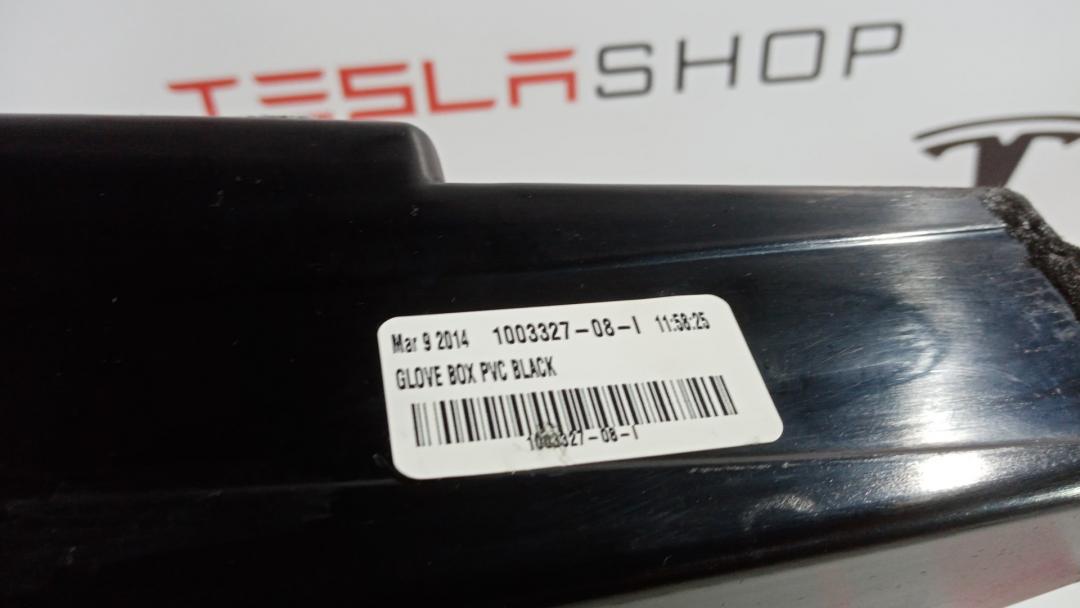 TESLASHOP
Mar 9 2014 1003327-08-I 11:58:25
GLOVE BOX PVC BLACK
1003327-08-I